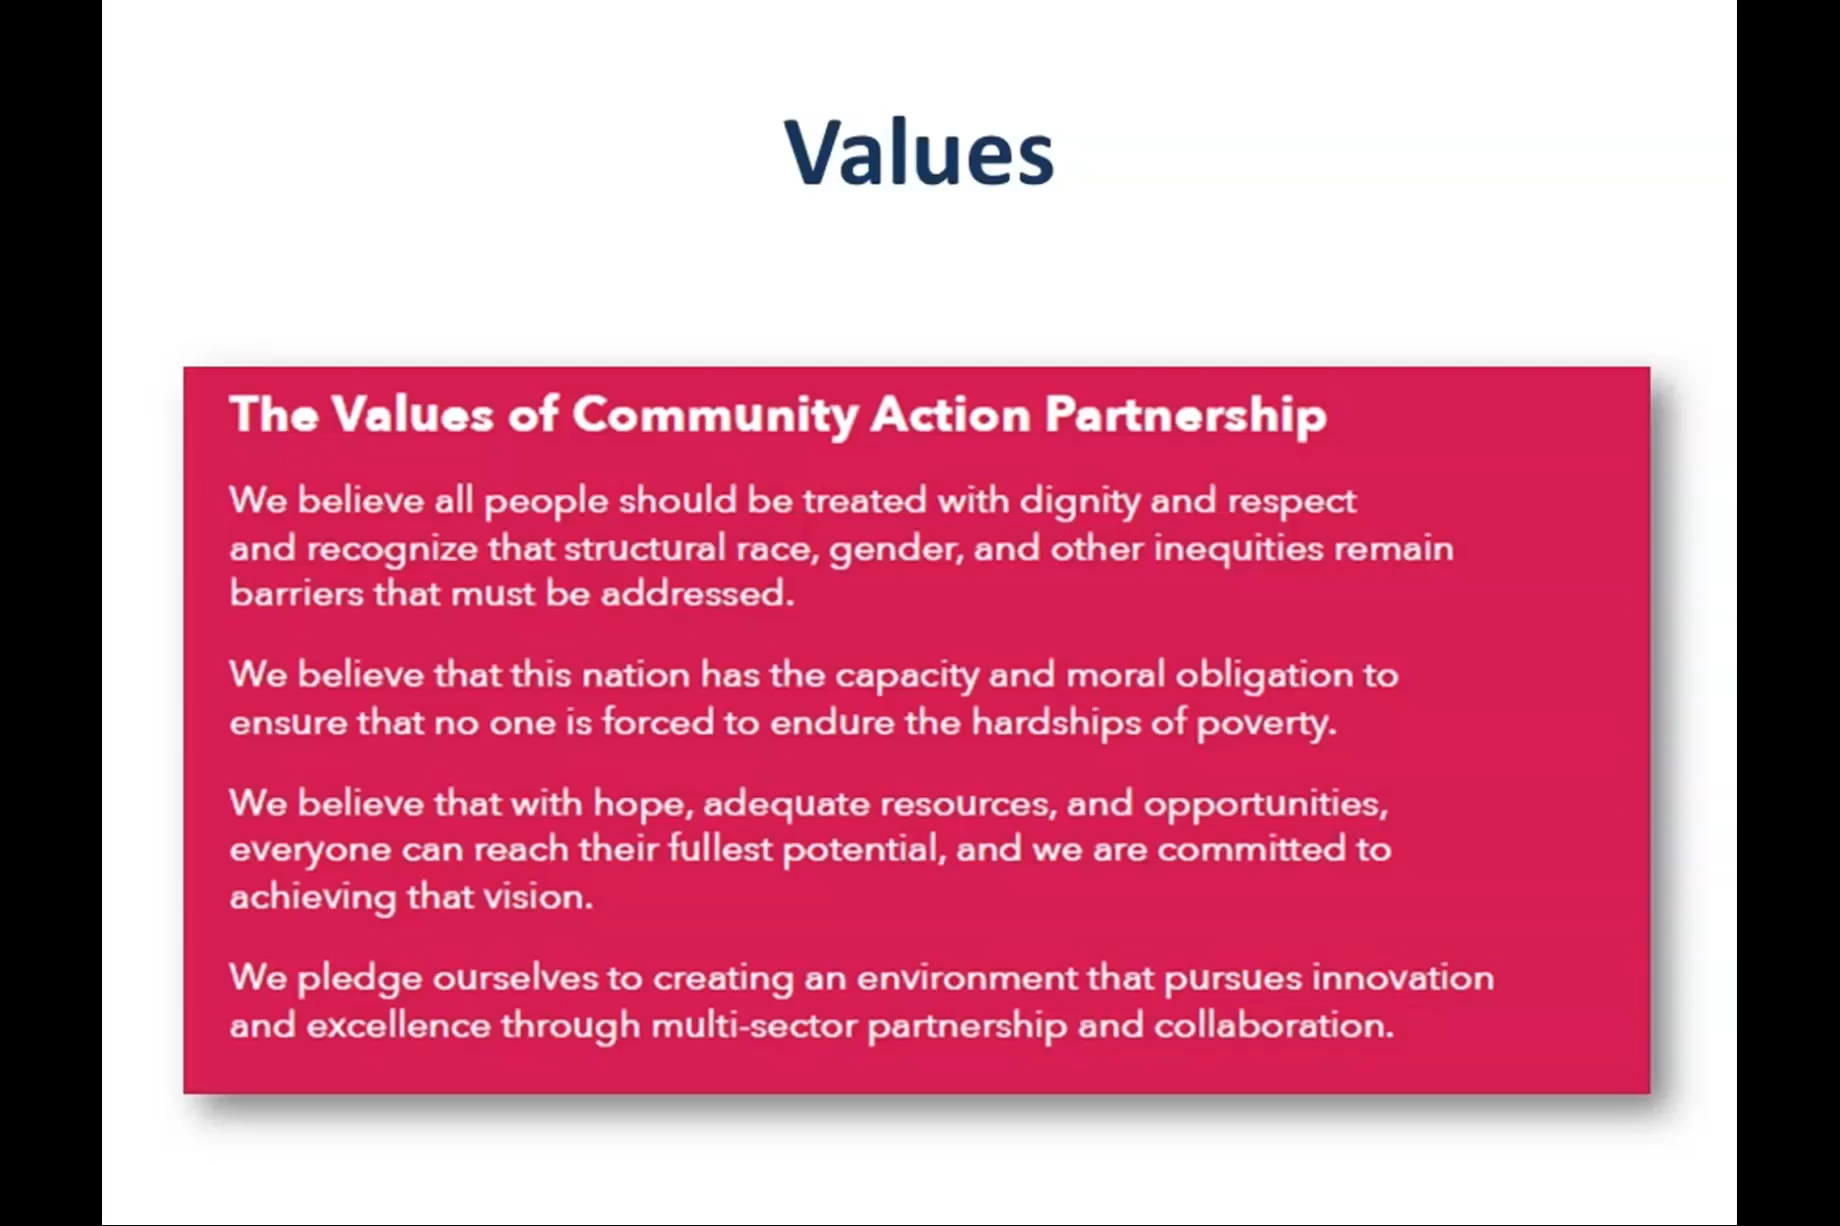 Values
The Values of Community Action Partnership
We believe all people should be treated with dignity and respect
and recognize that structural race, gender, and other inequities remain
barriers that must be addressed.
We believe that this nation has the capacity and moral obligation to
ensure that no one is forced to endure the hardships of poverty.
We believe that with hope, adequate resources, and opportunities,
everyone can reach their fullest potential, and we are committed to
achieving that vision.
We pledge ourselves to creating an environment that pursues innovation
and excellence through multi-sector partnership and collaboration.